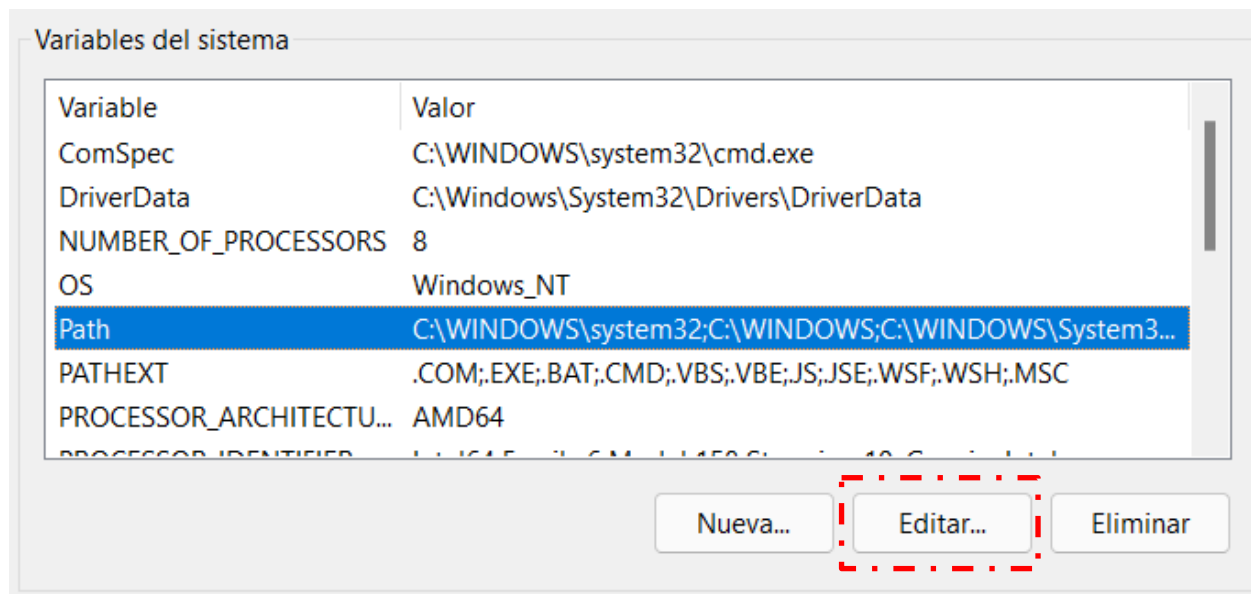 Variables del sistema
Variable Valor
ComSpec C:\WINDOWS\system32\cmd.exe
DriverData C:\Windows\System32\Drivers\DriverData
NUMBER_OF_PROCESSORS 8
OS Windows_NT
Path C:\WINDOWS\system32;C:\WINDOWS;C:\WINDOWS\System3...
PATHEXT .COM;.EXE;.BAT;.CMD;.VBS;.VBE;.JS;.JSE;.WSF;.WSH;.MSC
PROCESSOR_ARCHITECTU... AMD64
PROCESSOR_IDENTIFIER
Nueva... Editar... Eliminar